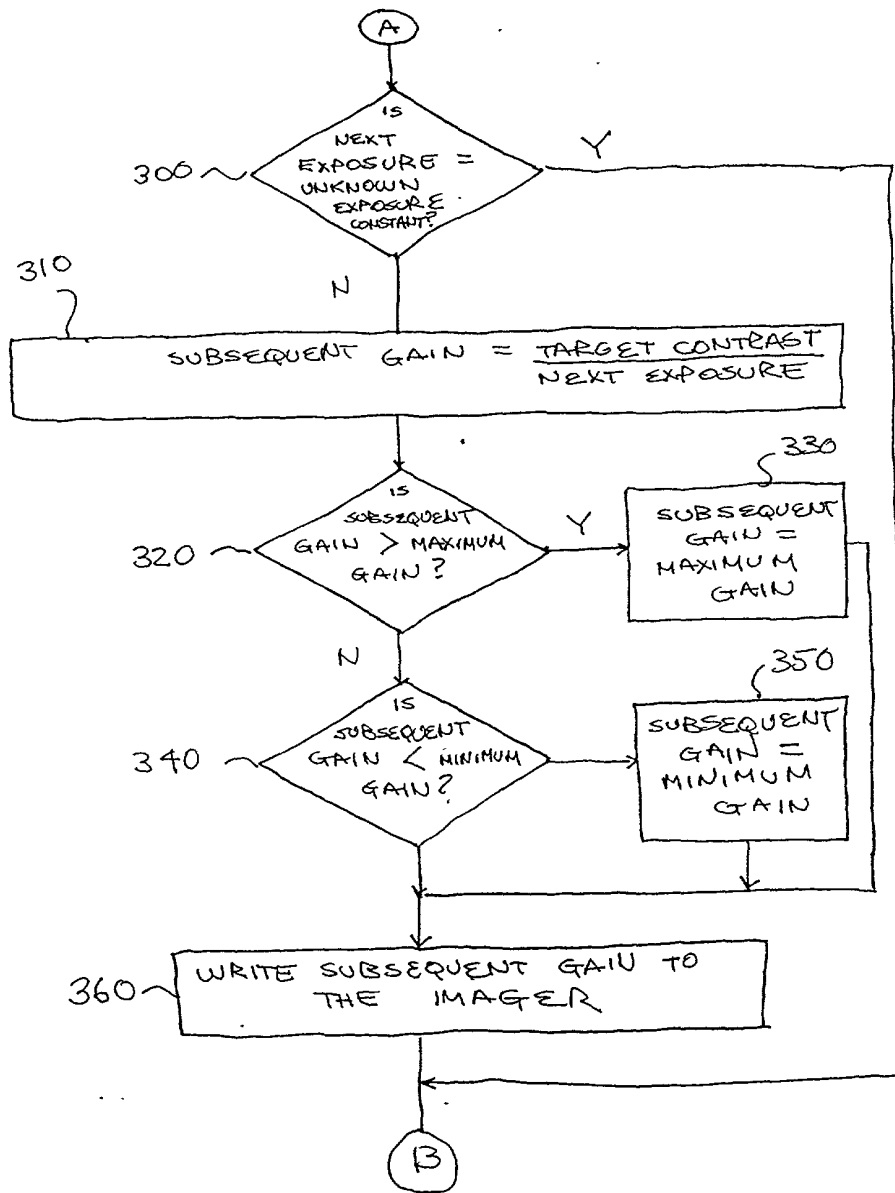 A
IS
NEXT
EXPOSURE =
UNKNOWN
EXPOSURE
CONSTANT?
300
Y
N
310
SUBSEQUENT GAIN = TARGET CONTRAST
NEXT EXPOSURE
IS
SUBSEQUENT
GAIN > MAXIMUM
GAIN?
320
Y
330
SUBSEQUENT
GAIN =
MAXIMUM
GAIN
N
IS
SUBSEQUENT
GAIN < MINIMUM
GAIN?
340
350
SUBSEQUENT
GAIN =
MINIMUM
GAIN
360
WRITE SUBSEQUENT GAIN TO
THE IMAGER
B